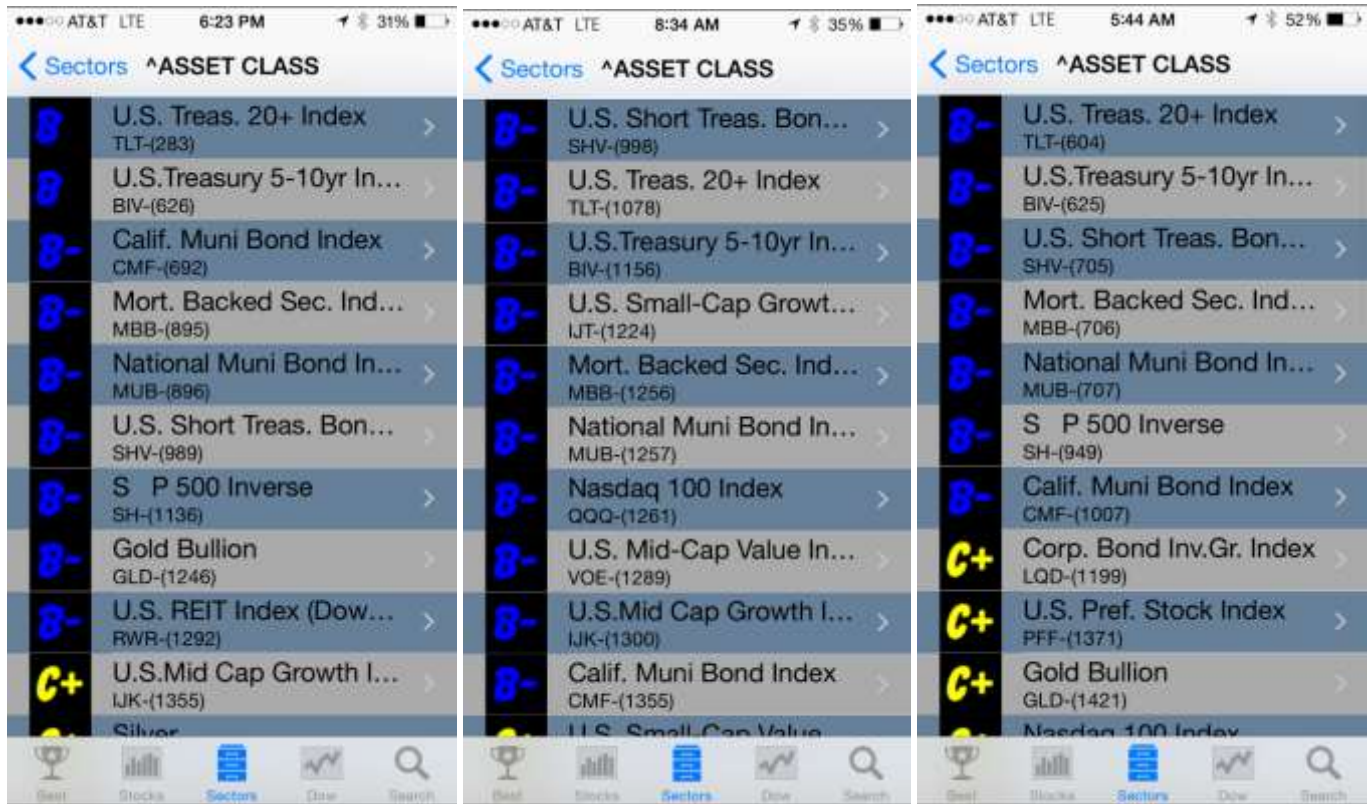 AT&T LTE 6:23 PM 31%
Sectors ^ASSET CLASS
B U.S. Treas. 20+ Index
TLT-(283)
B U.S.Treasury 5-10yr In...
BIV-(626)
B- Calif. Muni Bond Index
CMF-(692)
B- Mort. Backed Sec. Ind...
MBB-(895)
B- National Muni Bond In...
MUB-(896)
B- U.S. Short Treas. Bon...
SHV-(989)
B- S P 500 Inverse
SH-(1136)
B- Gold Bullion
GLD-(1246)
B- U.S. REIT Index (Dow...
RWR-(1292)
C+ U.S.Mid Cap Growth I...
IJK-(1355)
Silver
Best Stocks Sectors Dow Search
AT&T LTE 8:34 AM 35%
Sectors ^ASSET CLASS
B- U.S. Short Treas. Bon...
SHV-(998)
B- U.S. Treas. 20+ Index
TLT-(1078)
B- U.S.Treasury 5-10yr In...
BIV-(1156)
B- U.S. Small-Cap Growt...
IJT-(1224)
B- Mort. Backed Sec. Ind...
MBB-(1256)
B- National Muni Bond In...
MUB-(1257)
B- Nasdaq 100 Index
QQQ-(1261)
B- U.S. Mid-Cap Value In...
VOE-(1289)
B- U.S.Mid Cap Growth I...
IJK-(1300)
B- Calif. Muni Bond Index
CMF-(1355)
U.S. Small-Cap Value
Best Stocks Sectors Dow Search
AT&T LTE 5:44 AM 52%
Sectors ^ASSET CLASS
B- U.S. Treas. 20+ Index
TLT-(604)
B- U.S.Treasury 5-10yr In...
BIV-(625)
B- U.S. Short Treas. Bon...
SHV-(705)
B- Mort. Backed Sec. Ind...
MBB-(706)
B- National Muni Bond In...
MUB-(707)
B- S P 500 Inverse
SH-(949)
B- Calif. Muni Bond Index
CMF-(1007)
C+ Corp. Bond Inv.Gr. Index
LQD-(1199)
C+ U.S. Pref. Stock Index
PFF-(1371)
C+ Gold Bullion
GLD-(1421)
Nasdaq 100 Index
Best Stocks Sectors Dow Search